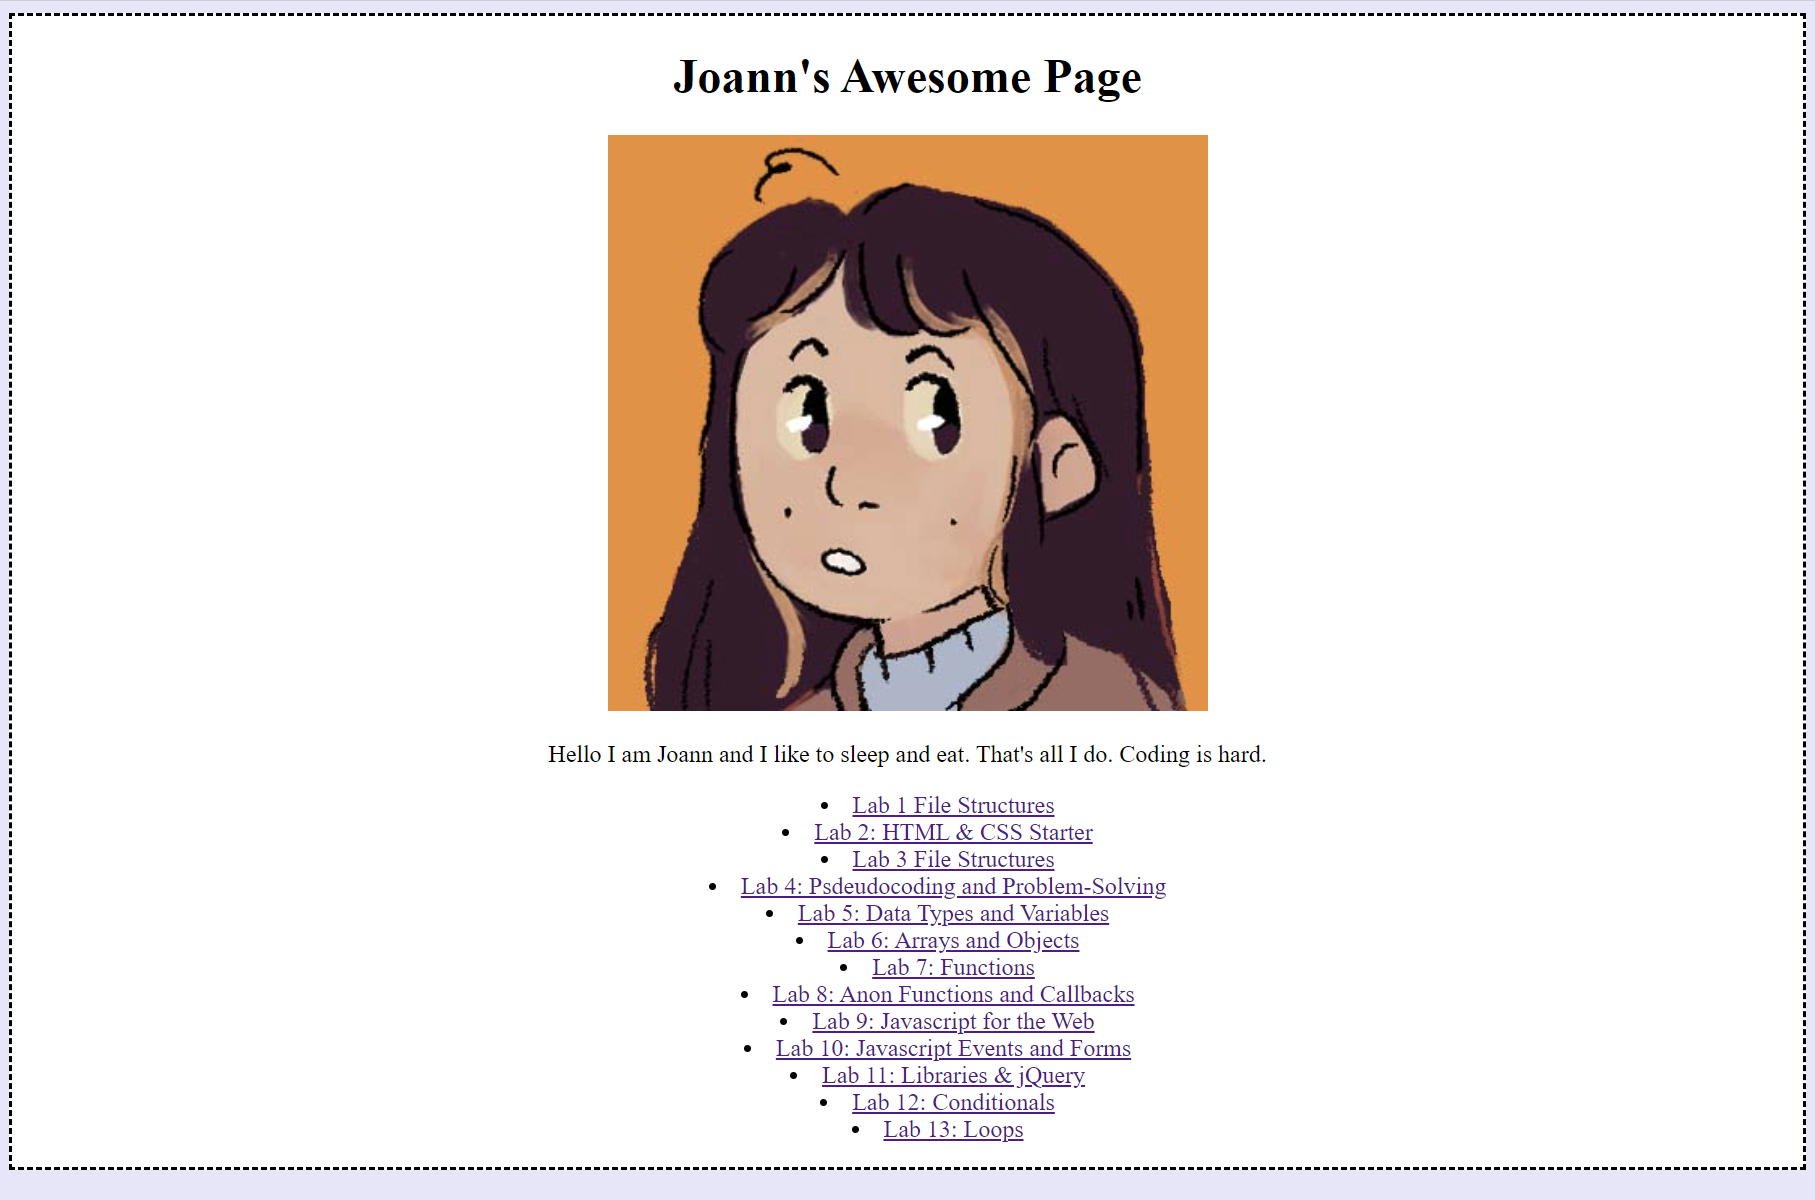 Joann's Awesome Page
Hello I am Joann and I like to sleep and eat. That's all I do. Coding is hard.
Lab 1 File Structures
Lab 2: HTML & CSS Starter
Lab 3 File Structures
Lab 4: Psdeudocoding and Problem-Solving
Lab 5: Data Types and Variables
Lab 6: Arrays and Objects
Lab 7: Functions
Lab 8: Anon Functions and Callbacks
Lab 9: Javascript for the Web
Lab 10: Javascript Events and Forms
Lab 11: Libraries & jQuery
Lab 12: Conditionals
Lab 13: Loops